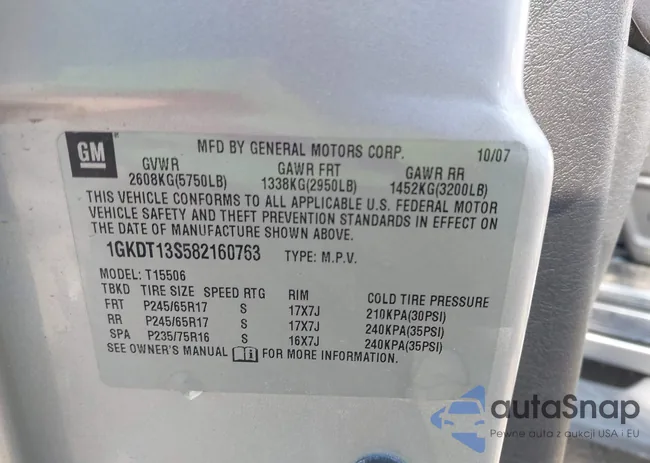 GM
MFD BY GENERAL MOTORS CORP. 10/07
GVWR GAWR FRT GAWR RR
2608KG(5750LB) 1338KG(2950LB) 1452KG(3200LB)
THIS VEHICLE CONFORMS TO ALL APPLICABLE U.S. FEDERAL MOTOR
VEHICLE SAFETY AND THEFT PREVENTION STANDARDS IN EFFECT ON
THE DATE OF MANUFACTURE SHOWN ABOVE.
1GKDT13S582160763 TYPE: M.P.V.
MODEL: T15506
TBKD TIRE SIZE SPEED RTG RIM COLD TIRE PRESSURE
FRT P245/65R17 S 17X7J 210KPA(30PSI)
RR P245/65R17 S 17X7J 240KPA(35PSI)
SPA P235/75R16 S 16X7J 240KPA(35PSI)
SEE OWNER'S MANUAL FOR MORE INFORMATION.
autaSnap
Pewne auta z aukcji USA i EU